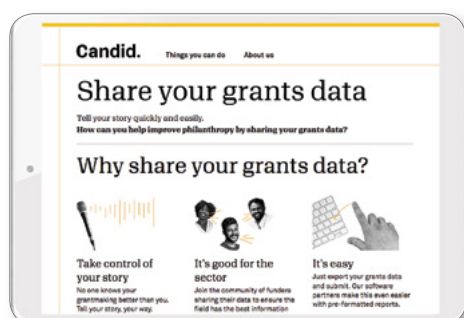 Candid.
Things you can do
About us
Share your grants data
Tell your story quickly and easily.
How can you help improve philanthropy by sharing your grants data?
Why share your grants data?
Take control of
your story
No one knows your
grantmaking better than you.
Tell your story, your way.
It's good for the
sector
Join the community of funders
sharing their data to ensure the
field has the best information
It's easy
Just export your grants data
and submit. Our software
partners make this even easier
with pre-formatted reports.